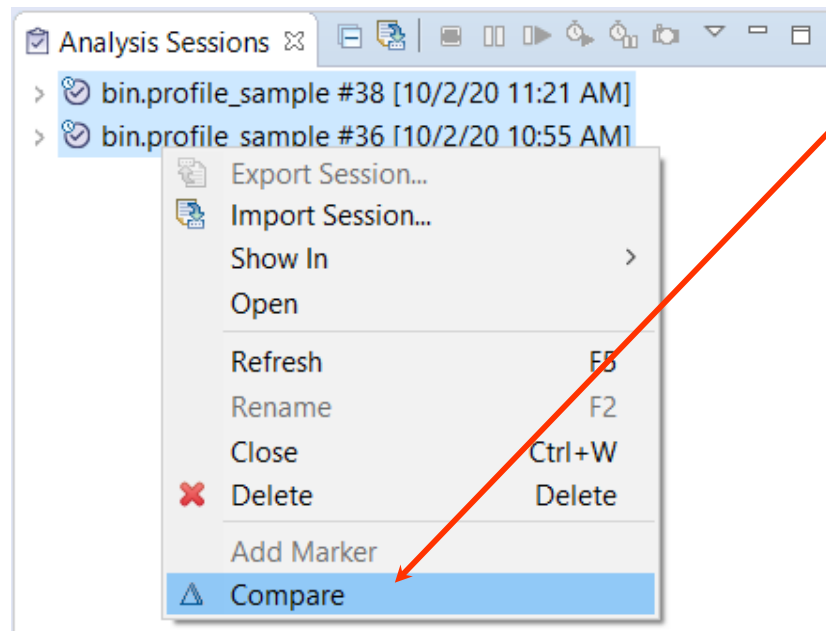 Analysis Sessions
bin.profile_sample #38 [10/2/20 11:21 AM]
bin.profile_sample #36 [10/2/20 10:55 AM]
Export Session...
Import Session...
Show In
Open
Refresh F5
Rename F2
Close Ctrl+W
Delete Delete
Add Marker
Compare